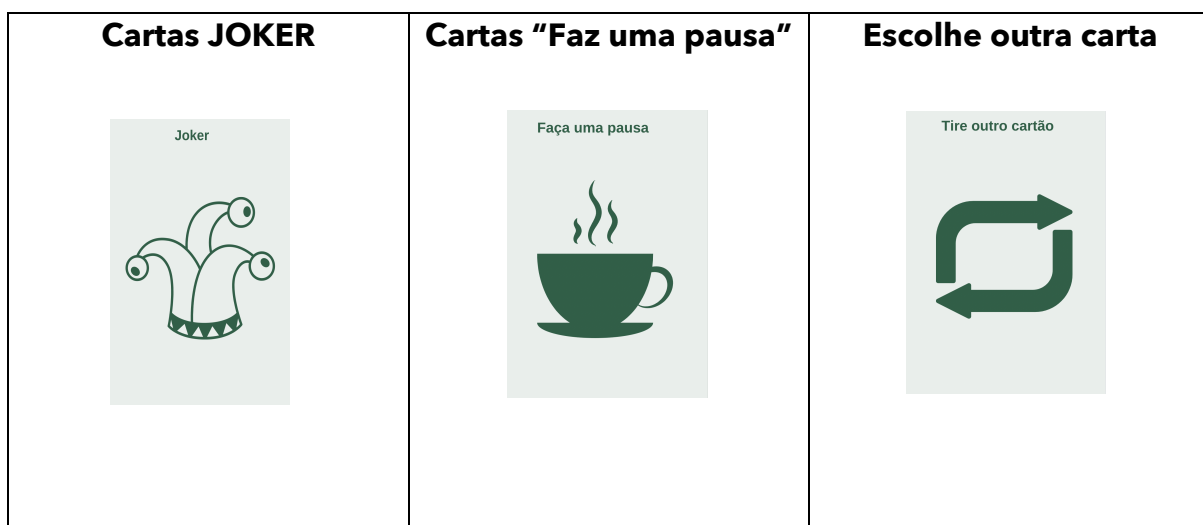 Cartas JOKER
Joker
Cartas “Faz uma pausa”
Faça uma pausa
Escolhe outra carta
Tire outro cartão